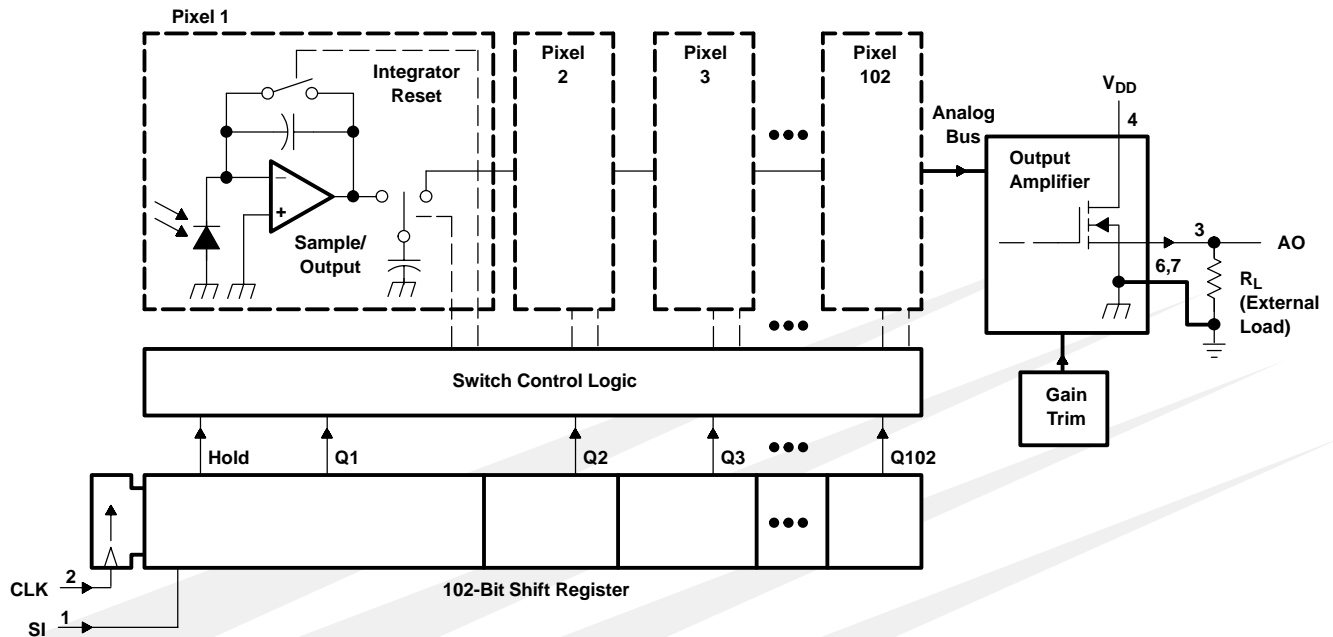 Pixel 1
Integrator
Reset
−
+
Sample/
Output
Pixel
2
Pixel
3
Pixel
102
Analog
Bus
VDD
4
Output
Amplifier
3
AO
6,7
RL
(External
Load)
Switch Control Logic
Gain
Trim
Hold
Q1
Q2
Q3
Q102
CLK
2
102-Bit Shift Register
SI
1